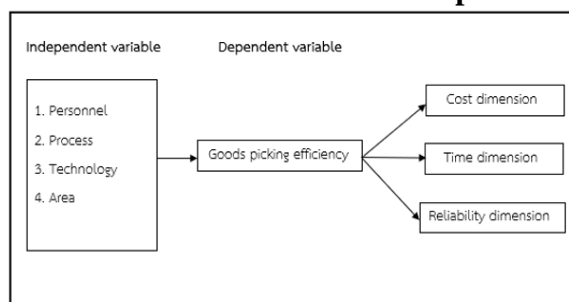 Independent variable
Dependent variable
1. Personnel
2. Process
3. Technology
4. Area
Goods picking efficiency
Cost dimension
Time dimension
Reliability dimension